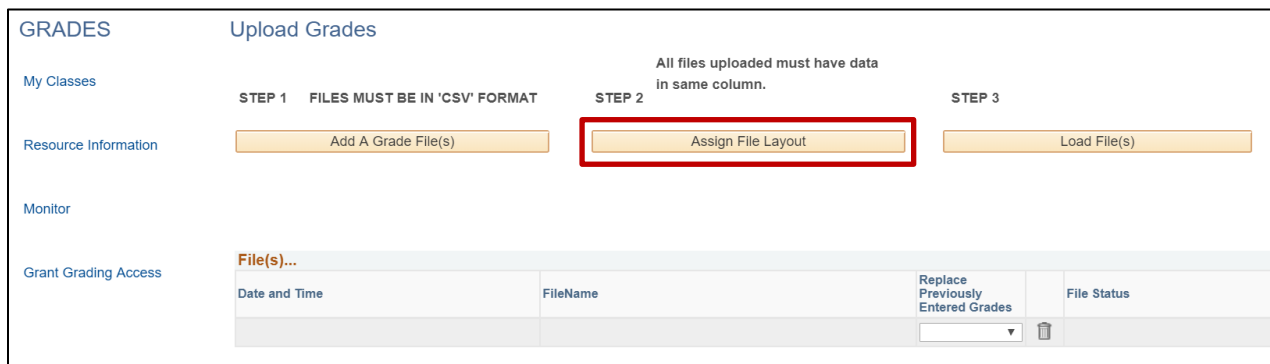 GRADES
Upload Grades
My Classes
Resource Information
Monitor
Grant Grading Access
All files uploaded must have data
in same column.
STEP 1 FILES MUST BE IN 'CSV' FORMAT
STEP 2
STEP 3
Add A Grade File(s)
Assign File Layout
Load File(s)
File(s)...
Date and Time
FileName
Replace
Previously
Entered Grades
File Status